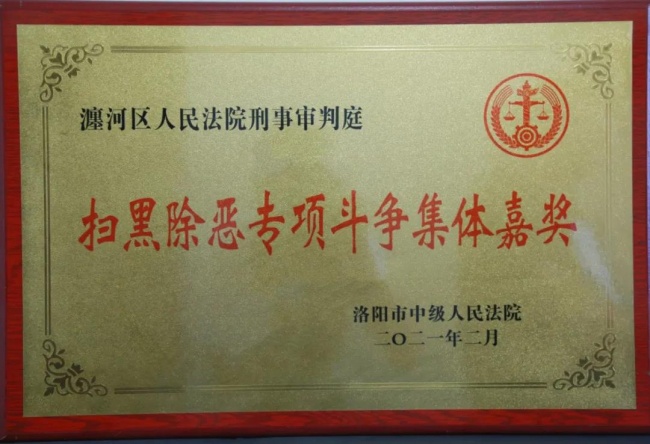 瀍河区人民法院刑事审判庭
扫黑除恶专项斗争集体嘉奖
洛阳市中级人民法院
二〇二一年二月